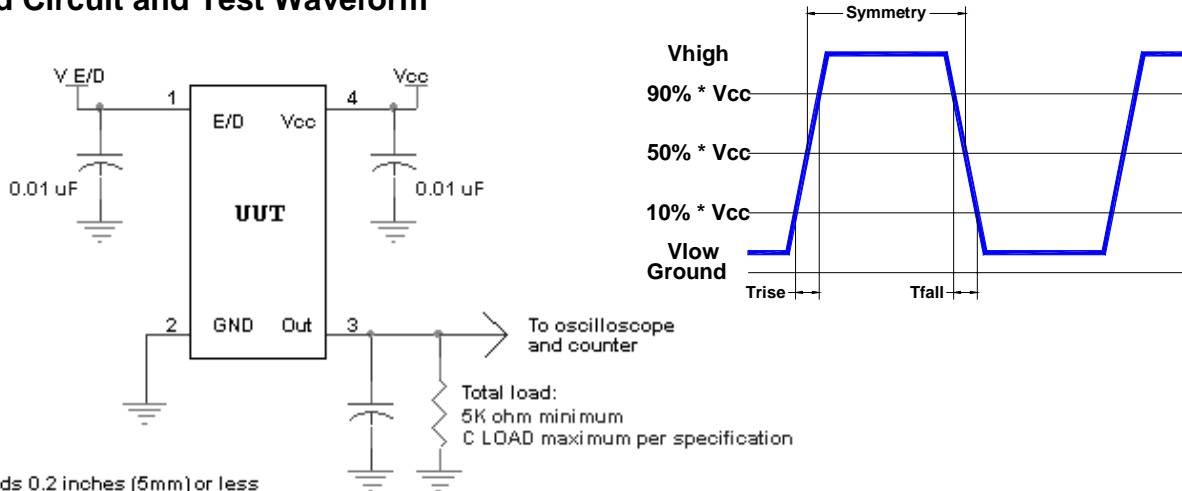 Circuit and Test Waveform
V E/D
Vcc
1
4
E/D
Vcc
0.01 uF
0.01 uF
UUT
2
GND
Out
3
To oscilloscope
and counter
Total load:
5K ohm minimum
C LOAD maximum per specification
0.2 inches (5mm) or less
Symmetry
Vhigh
90% * Vcc
50% * Vcc
10% * Vcc
Vlow
Ground
Trise
Tfall